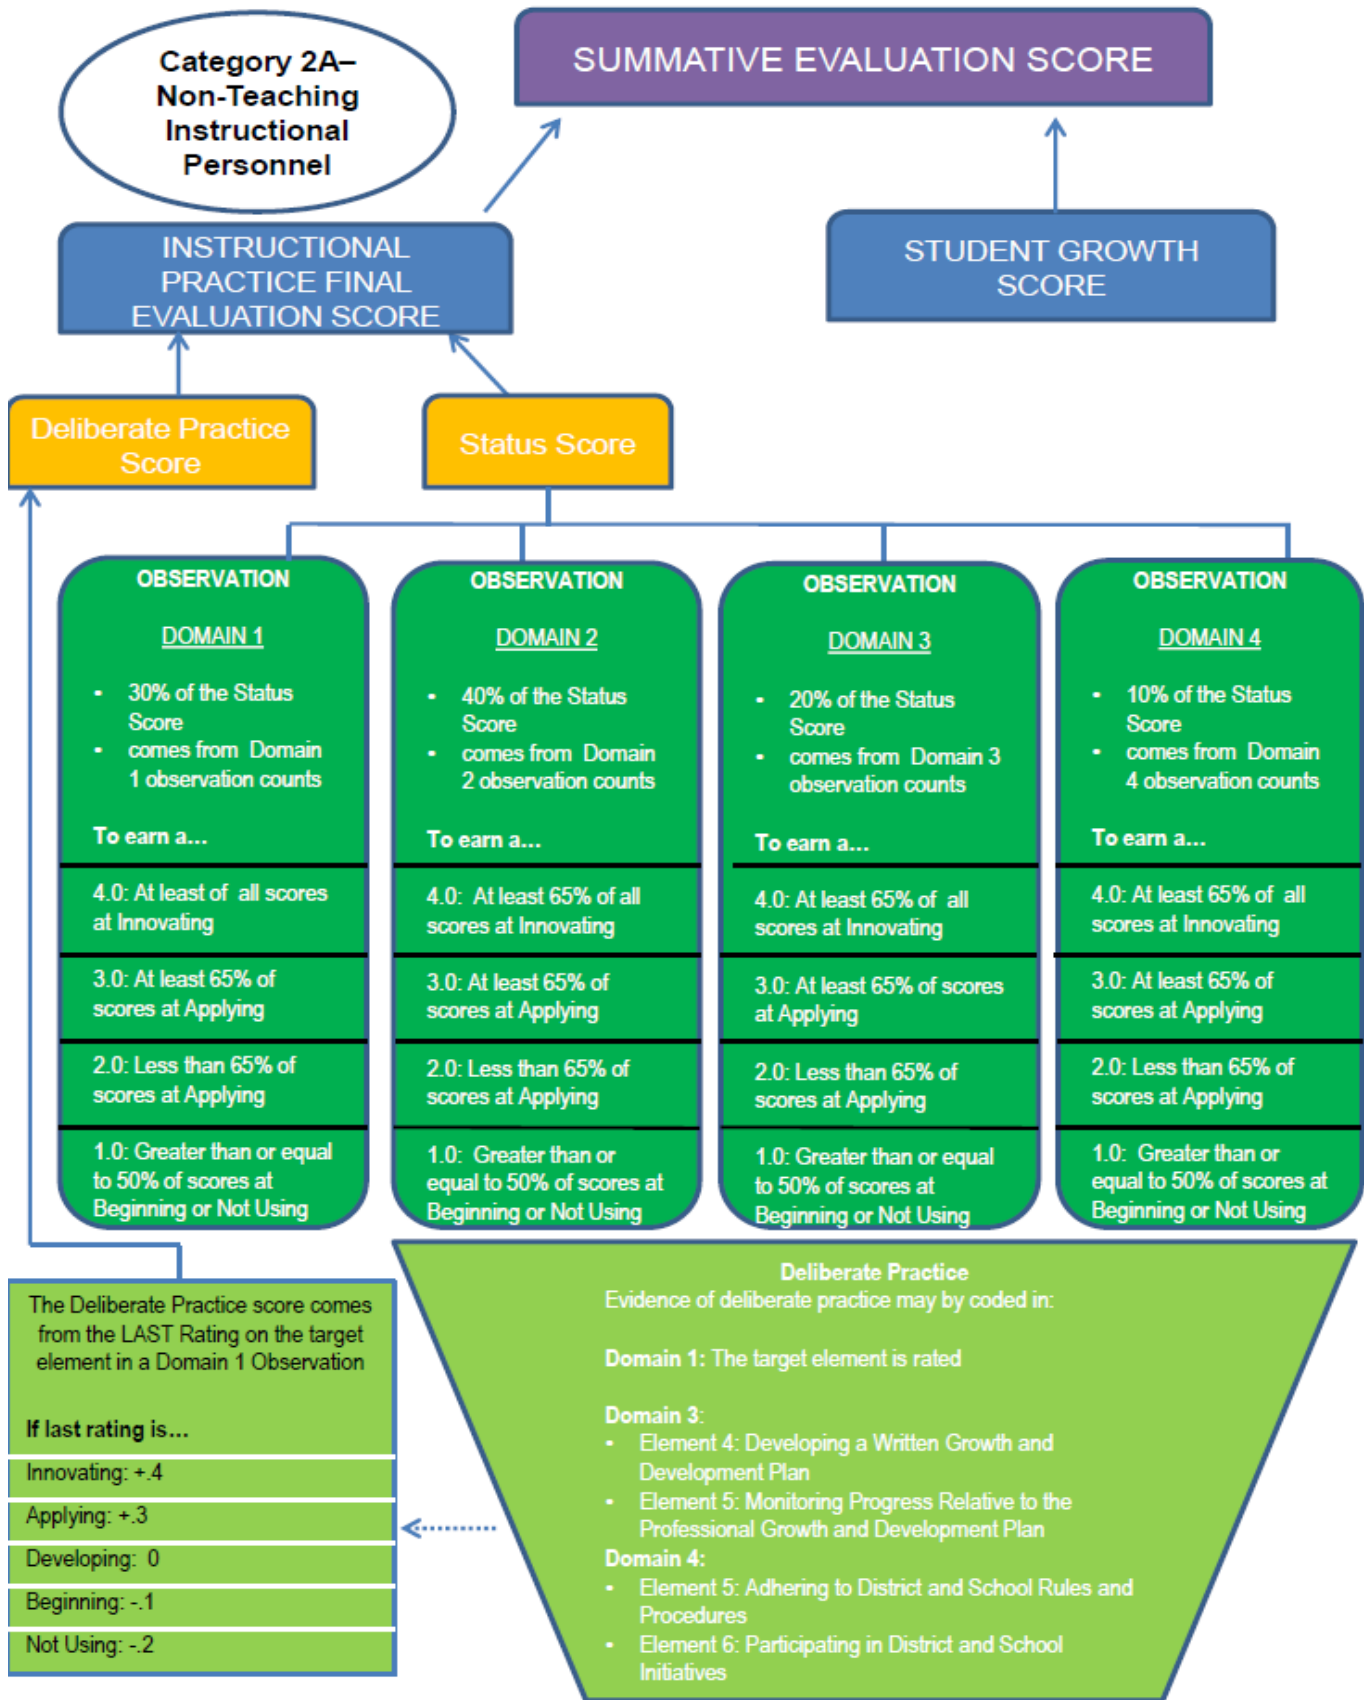 Category 2A–
Non-Teaching
Instructional
Personnel
SUMMATIVE EVALUATION SCORE
INSTRUCTIONAL
PRACTICE FINAL
EVALUATION SCORE
STUDENT GROWTH
SCORE
Deliberate Practice
Score
Status Score
OBSERVATION
DOMAIN 1
• 30% of the Status
Score
• comes from Domain
1 observation counts
To earn a...
4.0: At least of all scores
at Innovating
3.0: At least 65% of
scores at Applying
2.0: Less than 65% of
scores at Applying
1.0: Greater than or equal
to 50% of scores at
Beginning or Not Using
OBSERVATION
DOMAIN 2
• 40% of the Status
Score
• comes from Domain
2 observation counts
To earn a...
4.0: At least 65% of all
scores at Innovating
3.0: At least 65% of
scores at Applying
2.0: Less than 65% of
scores at Applying
1.0: Greater than or
equal to 50% of scores at
Beginning or Not Using
OBSERVATION
DOMAIN 3
• 20% of the Status
Score
• comes from Domain 3
observation counts
To earn a...
4.0: At least 65% of all
scores at Innovating
3.0: At least 65% of scores
at Applying
2.0: Less than 65% of
scores at Applying
1.0: Greater than or equal
to 50% of scores at
Beginning or Not Using
OBSERVATION
DOMAIN 4
• 10% of the Status
Score
• comes from Domain
4 observation counts
To earn a...
4.0: At least 65% of all
scores at Innovating
3.0: At least 65% of
scores at Applying
2.0: Less than 65% of
scores at Applying
1.0: Greater than or
equal to 50% of scores at
Beginning or Not Using
The Deliberate Practice score comes
from the LAST Rating on the target
element in a Domain 1 Observation
If last rating is...
Innovating: +.4
Applying: +.3
Developing: 0
Beginning: -.1
Not Using: -.2
Deliberate Practice
Evidence of deliberate practice may by coded in:
Domain 1: The target element is rated
Domain 3:
• Element 4: Developing a Written Growth and
Development Plan
• Element 5: Monitoring Progress Relative to the
Professional Growth and Development Plan
Domain 4:
• Element 5: Adhering to District and School Rules and
Procedures
• Element 6: Participating in District and School
Initiatives